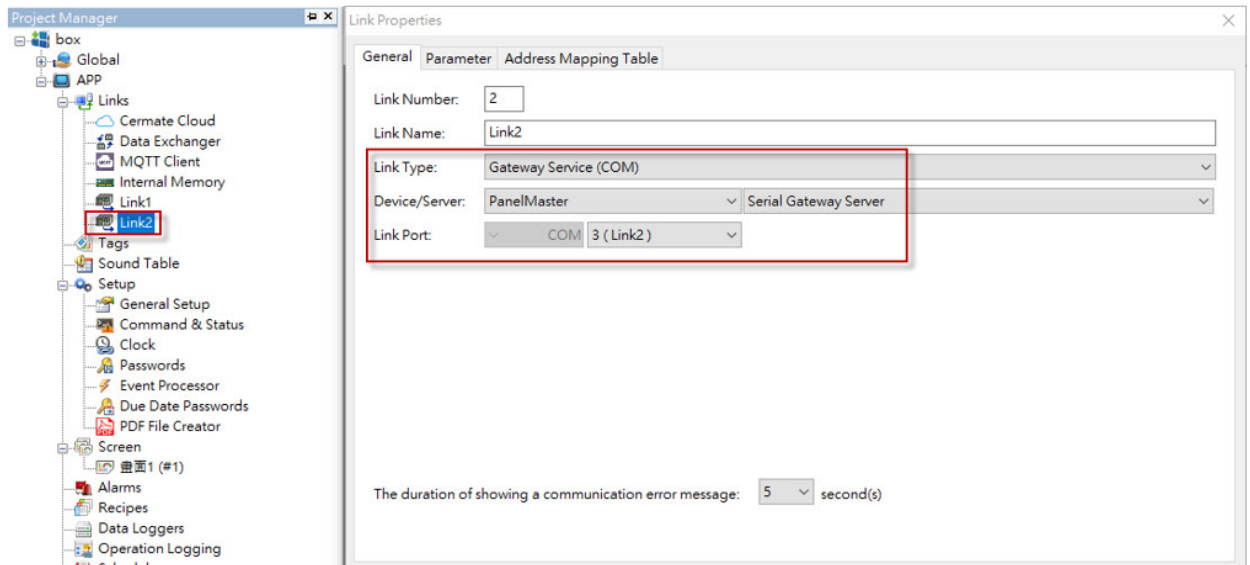 Project Manager
box
Global
APP
Links
Cermate Cloud
Data Exchanger
MQTT Client
Internal Memory
Link1
Link2
Tags
Sound Table
Setup
General Setup
Command & Status
Clock
Passwords
Event Processor
Due Date Passwords
PDF File Creator
Screen
畫面1 (#1)
Alarms
Recipes
Data Loggers
Operation Logging
Link Properties
General Parameter Address Mapping Table
Link Number: 2
Link Name: Link2
Link Type: Gateway Service (COM)
Device/Server: PanelMaster Serial Gateway Server
Link Port: COM 3 ( Link2 )
The duration of showing a communication error message: 5 second(s)